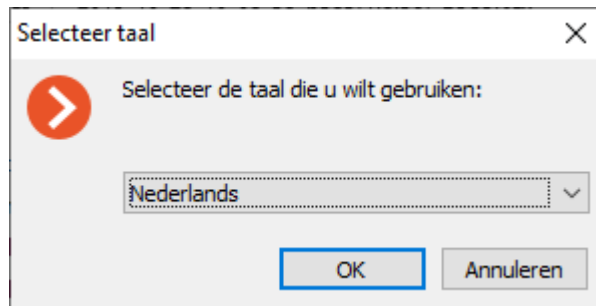 Selecteer taal
Selecteer de taal die u wilt gebruiken:
Nederlands
OK
Annuleren